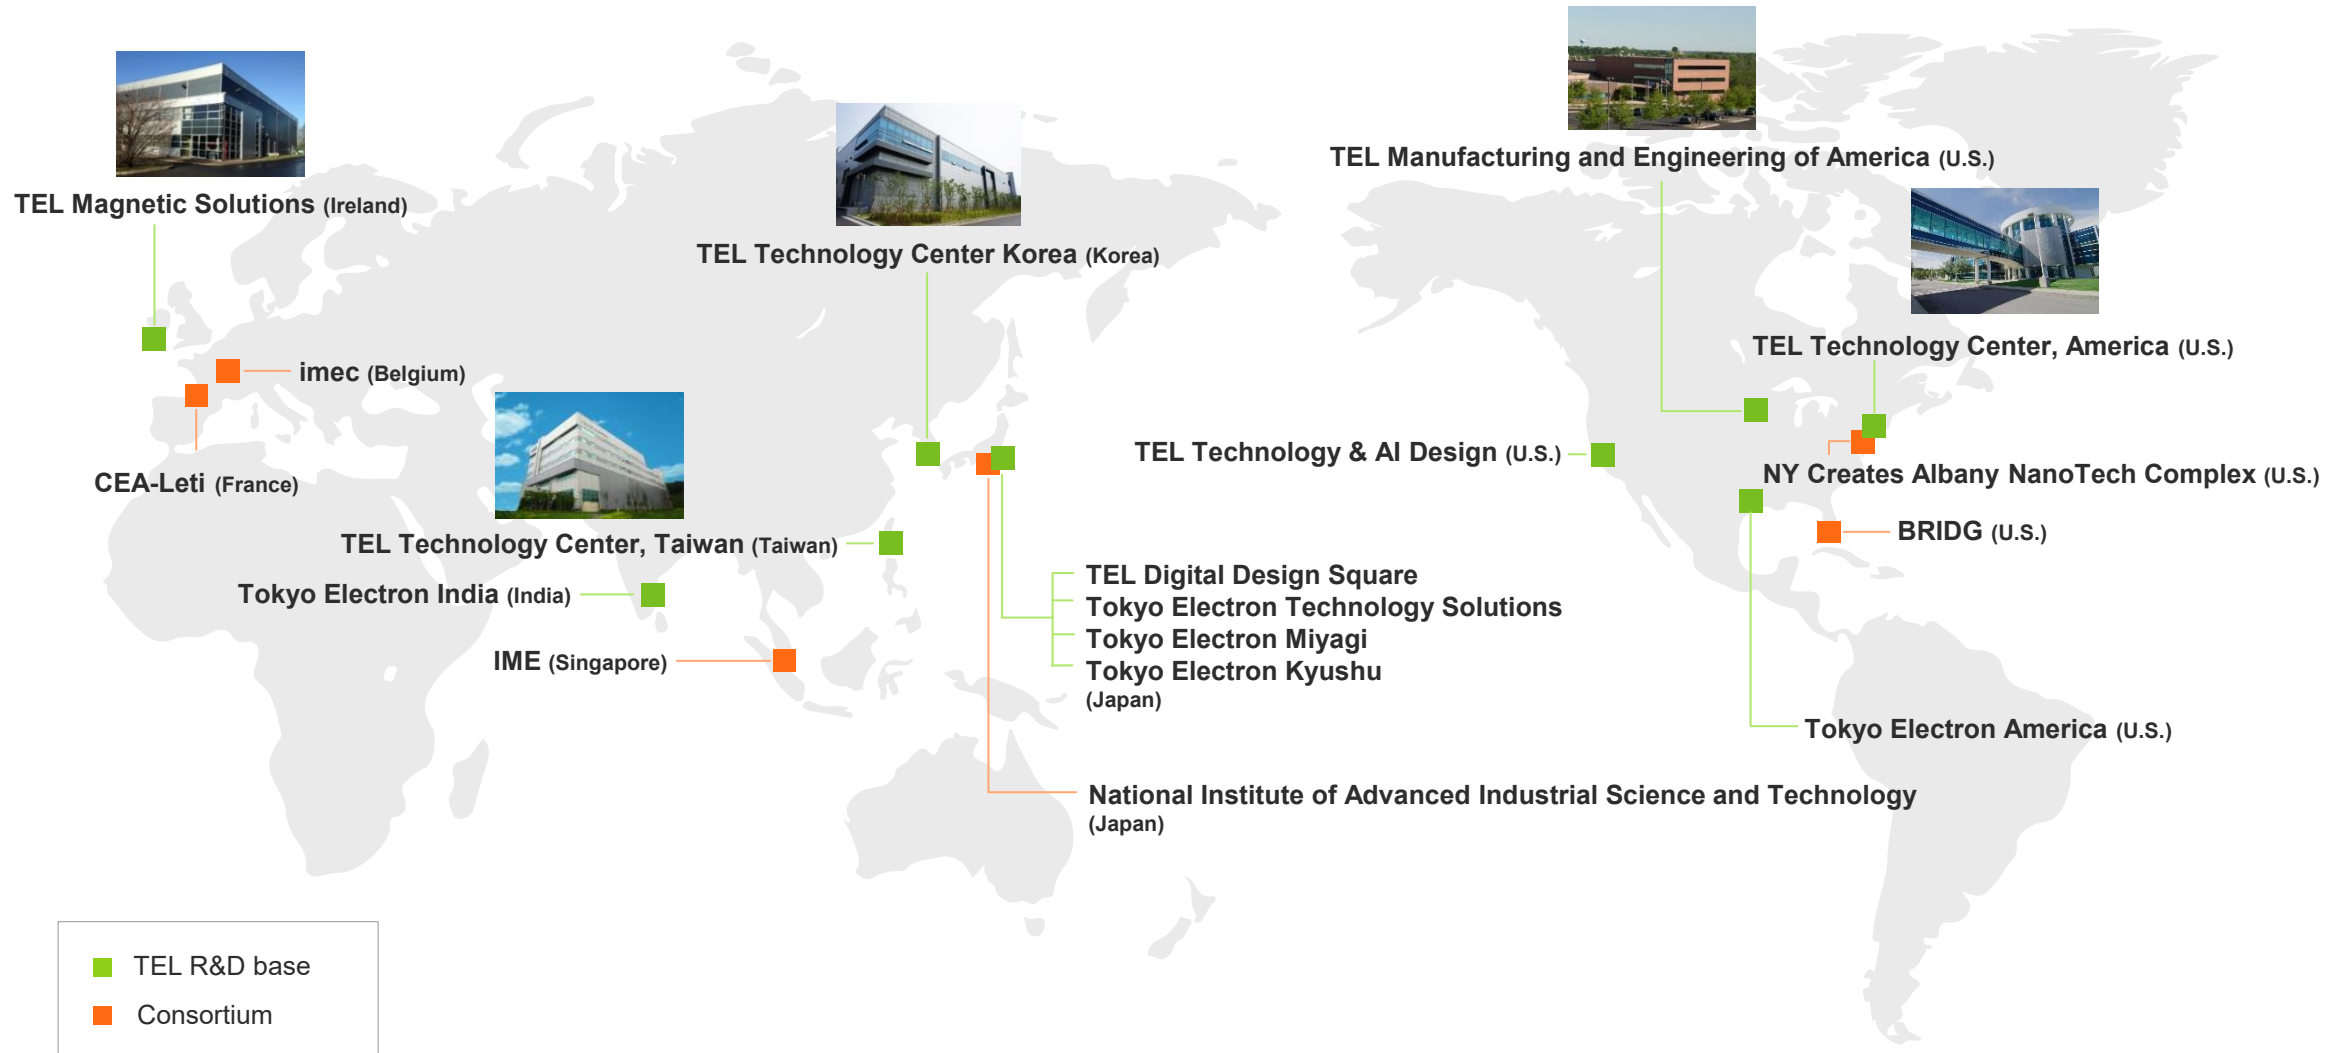 TEL Magnetic Solutions (Ireland)
TEL Technology Center Korea (Korea)
TEL Manufacturing and Engineering of America (U.S.)
TEL Technology Center, America (U.S.)
imec (Belgium)
CEA-Leti (France)
TEL Technology & AI Design (U.S.)
NY Creates Albany NanoTech Complex (U.S.)
BRIDG (U.S.)
TEL Technology Center, Taiwan (Taiwan)
Tokyo Electron India (India)
IME (Singapore)
TEL Digital Design Square
Tokyo Electron Technology Solutions
Tokyo Electron Miyagi
Tokyo Electron Kyushu
(Japan)
Tokyo Electron America (U.S.)
National Institute of Advanced Industrial Science and Technology
(Japan)
TEL R&D base
Consortium